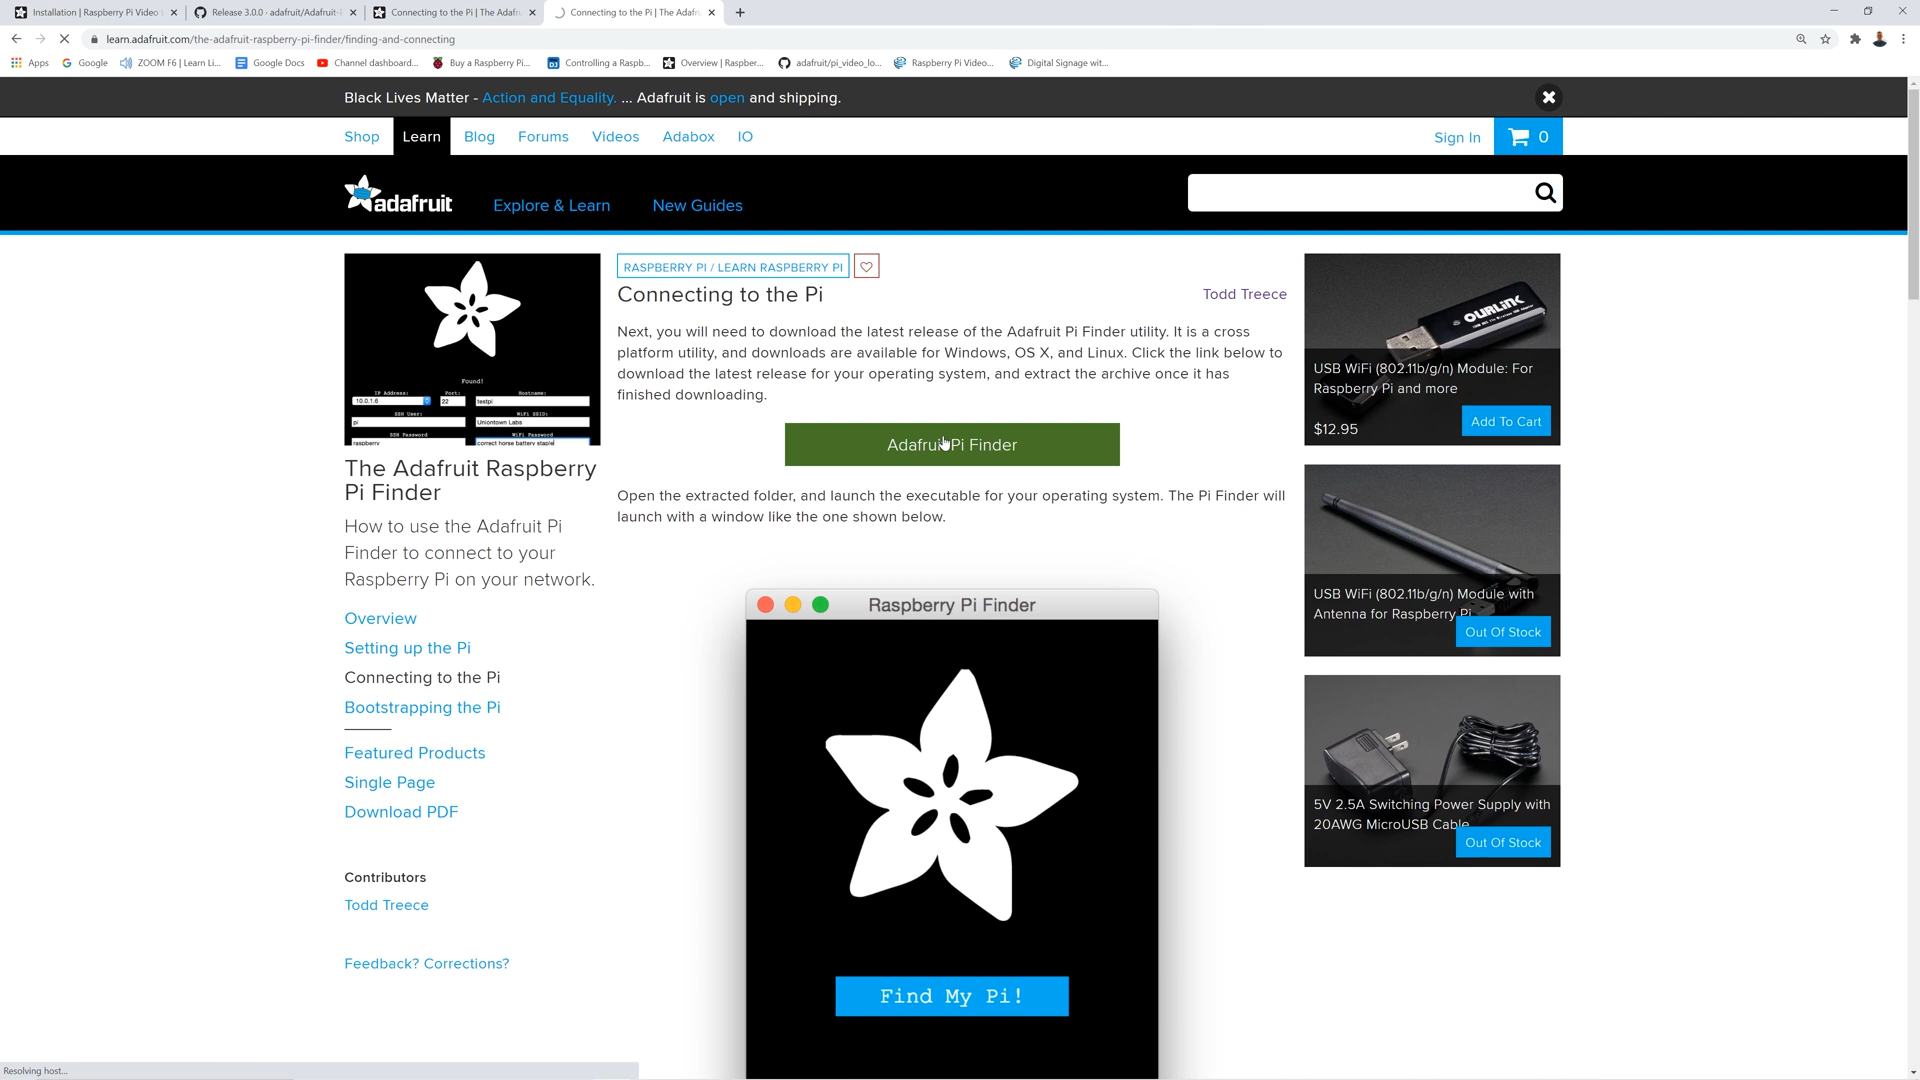 Installation | Raspberry Pi Video
Release 3.0.0 · adafruit/Adafruit-
Connecting to the Pi | The Adafru
Connecting to the Pi | The Adafru
learn.adafruit.com/the-adafruit-raspberry-pi-finder/finding-and-connecting
Apps
Google
ZOOM F6 | Learn Li...
Google Docs
Channel dashboard...
Buy a Raspberry Pi...
Controlling a Raspb...
Overview | Raspber...
adafruit/pi_video_lo...
Raspberry Pi Video...
Digital Signage wit...
Black Lives Matter - Action and Equality. ... Adafruit is open and shipping.
Shop
Learn
Blog
Forums
Videos
Adabox
IO
Sign In
0
adafruit
Explore & Learn
New Guides
Found!
IP Address:
Port:
Hostname:
10.0.1.6
22
testpi
SSH User:
WiFi SSID:
pi
Uniontown Labs
SSH Password
WiFi Password
raspberry
correct horse battery staple
The Adafruit Raspberry
Pi Finder
How to use the Adafruit Pi
Finder to connect to your
Raspberry Pi on your network.
Overview
Setting up the Pi
Connecting to the Pi
Bootstrapping the Pi
Featured Products
Single Page
Download PDF
Contributors
Todd Treece
Feedback? Corrections?
RASPBERRY PI / LEARN RASPBERRY PI
Connecting to the Pi
Todd Treece
Next, you will need to download the latest release of the Adafruit Pi Finder utility. It is a cross
platform utility, and downloads are available for Windows, OS X, and Linux. Click the link below to
download the latest release for your operating system, and extract the archive once it has
finished downloading.
Adafruit Pi Finder
Open the extracted folder, and launch the executable for your operating system. The Pi Finder will
launch with a window like the one shown below.
Raspberry Pi Finder
Find My Pi!
OURLINK
USB WiFi (802.11b/g/n) Module: For
Raspberry Pi and more
$12.95
Add To Cart
USB WiFi (802.11b/g/n) Module with
Antenna for Raspberry Pi
Out Of Stock
5V 2.5A Switching Power Supply with
20AWG MicroUSB Cable
Out Of Stock
Resolving host...